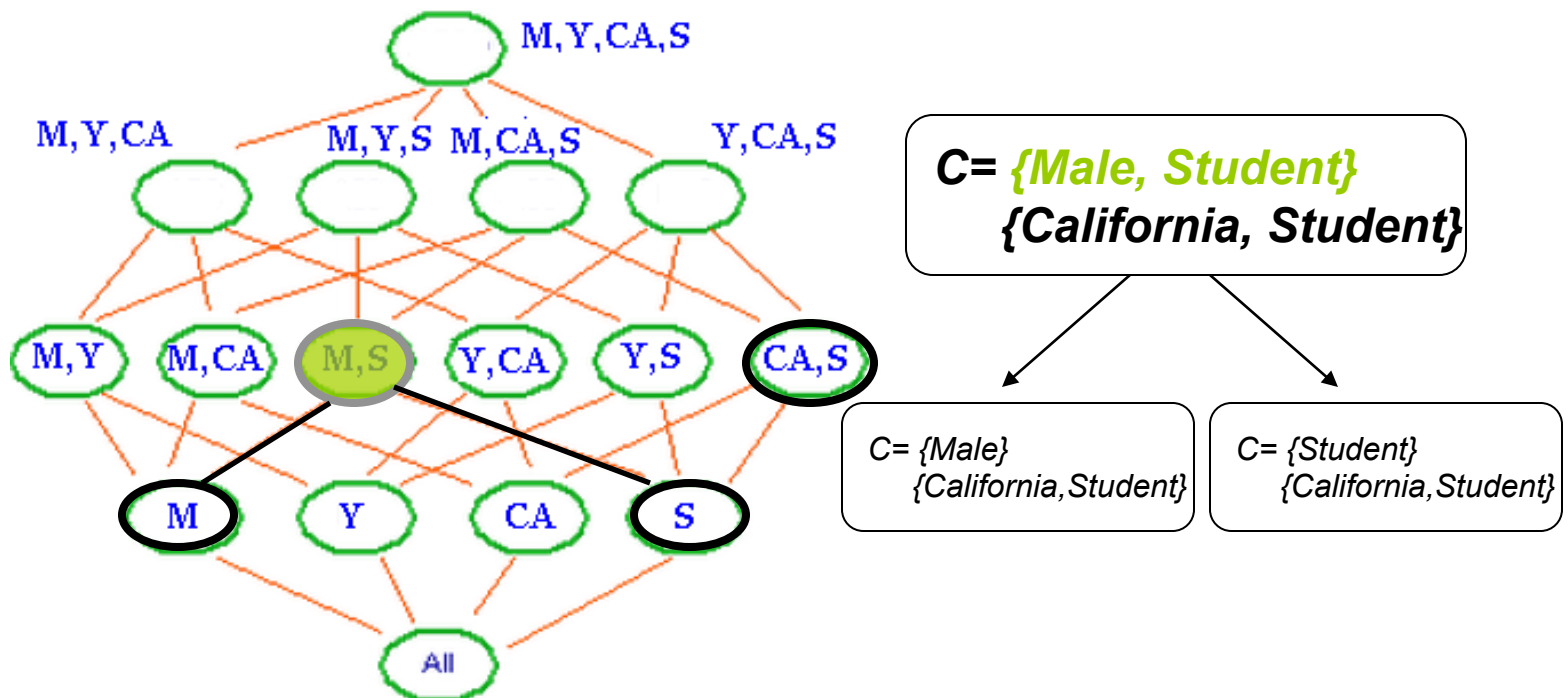 M,Y,CA,S
M,Y,CA
M,Y,S
M,CA,S
Y,CA,S
M,Y
M,CA
M,S
Y,CA
Y,S
CA,S
M
Y
CA
S
All
C= {Male, Student}
{California, Student}
C= {Male}
{California,Student}
C= {Student}
{California,Student}